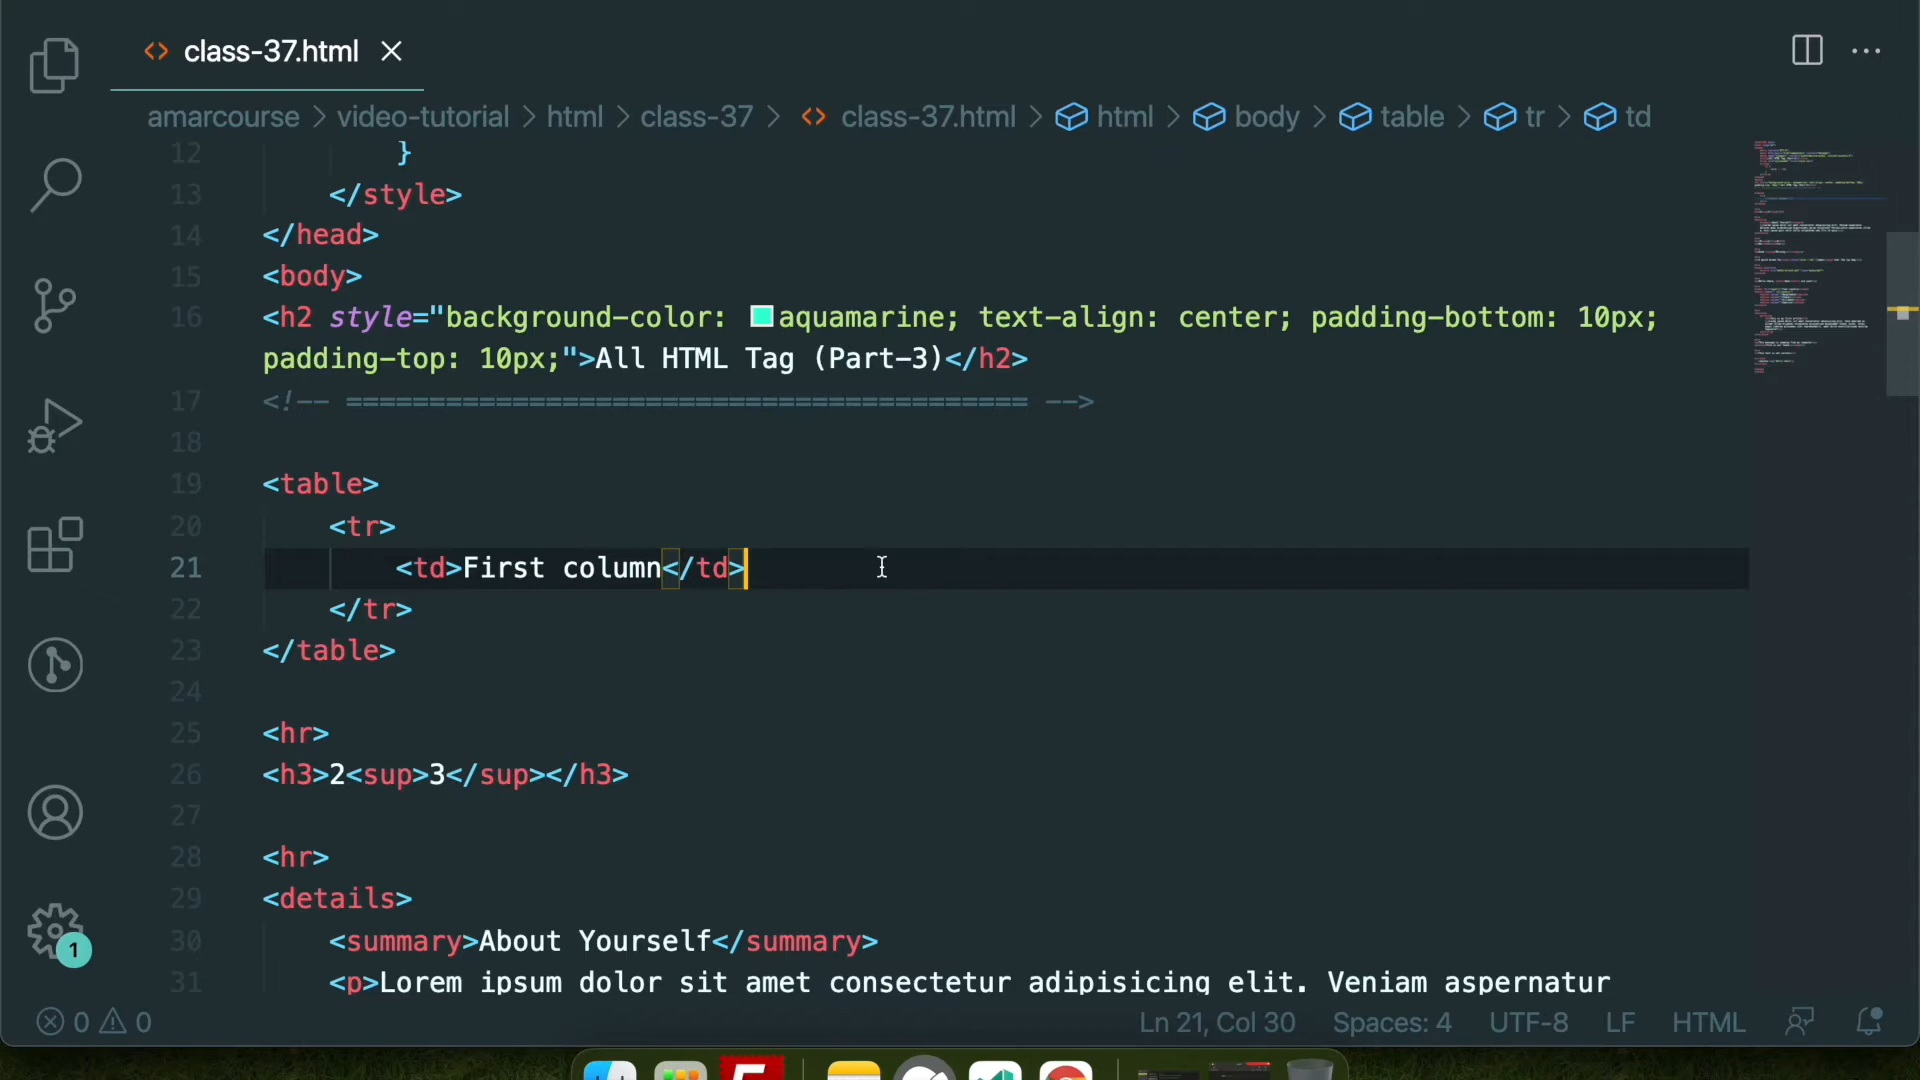 class-37.html
amarcourse > video-tutorial > html > class-37 > class-37.html > html > body > table > tr > td
12 }
13 </style>
14 </head>
15 <body>
16 <h2 style="background-color: aquamarine; text-align: center; padding-bottom: 10px;
padding-top: 10px;">All HTML Tag (Part-3)</h2>
17 <!-- ========================================= -->
18
19 <table>
20 <tr>
21 <td>First column</td>
22 </tr>
23 </table>
24
25 <hr>
26 <h3>2<sup>3</sup></h3>
27
28 <hr>
29 <details>
30 <summary>About Yourself</summary>
31 <p>Lorem ipsum dolor sit amet consectetur adipisicing elit. Veniam aspernatur
1
0 0 Ln 21, Col 30 Spaces: 4 UTF-8 LF HTML